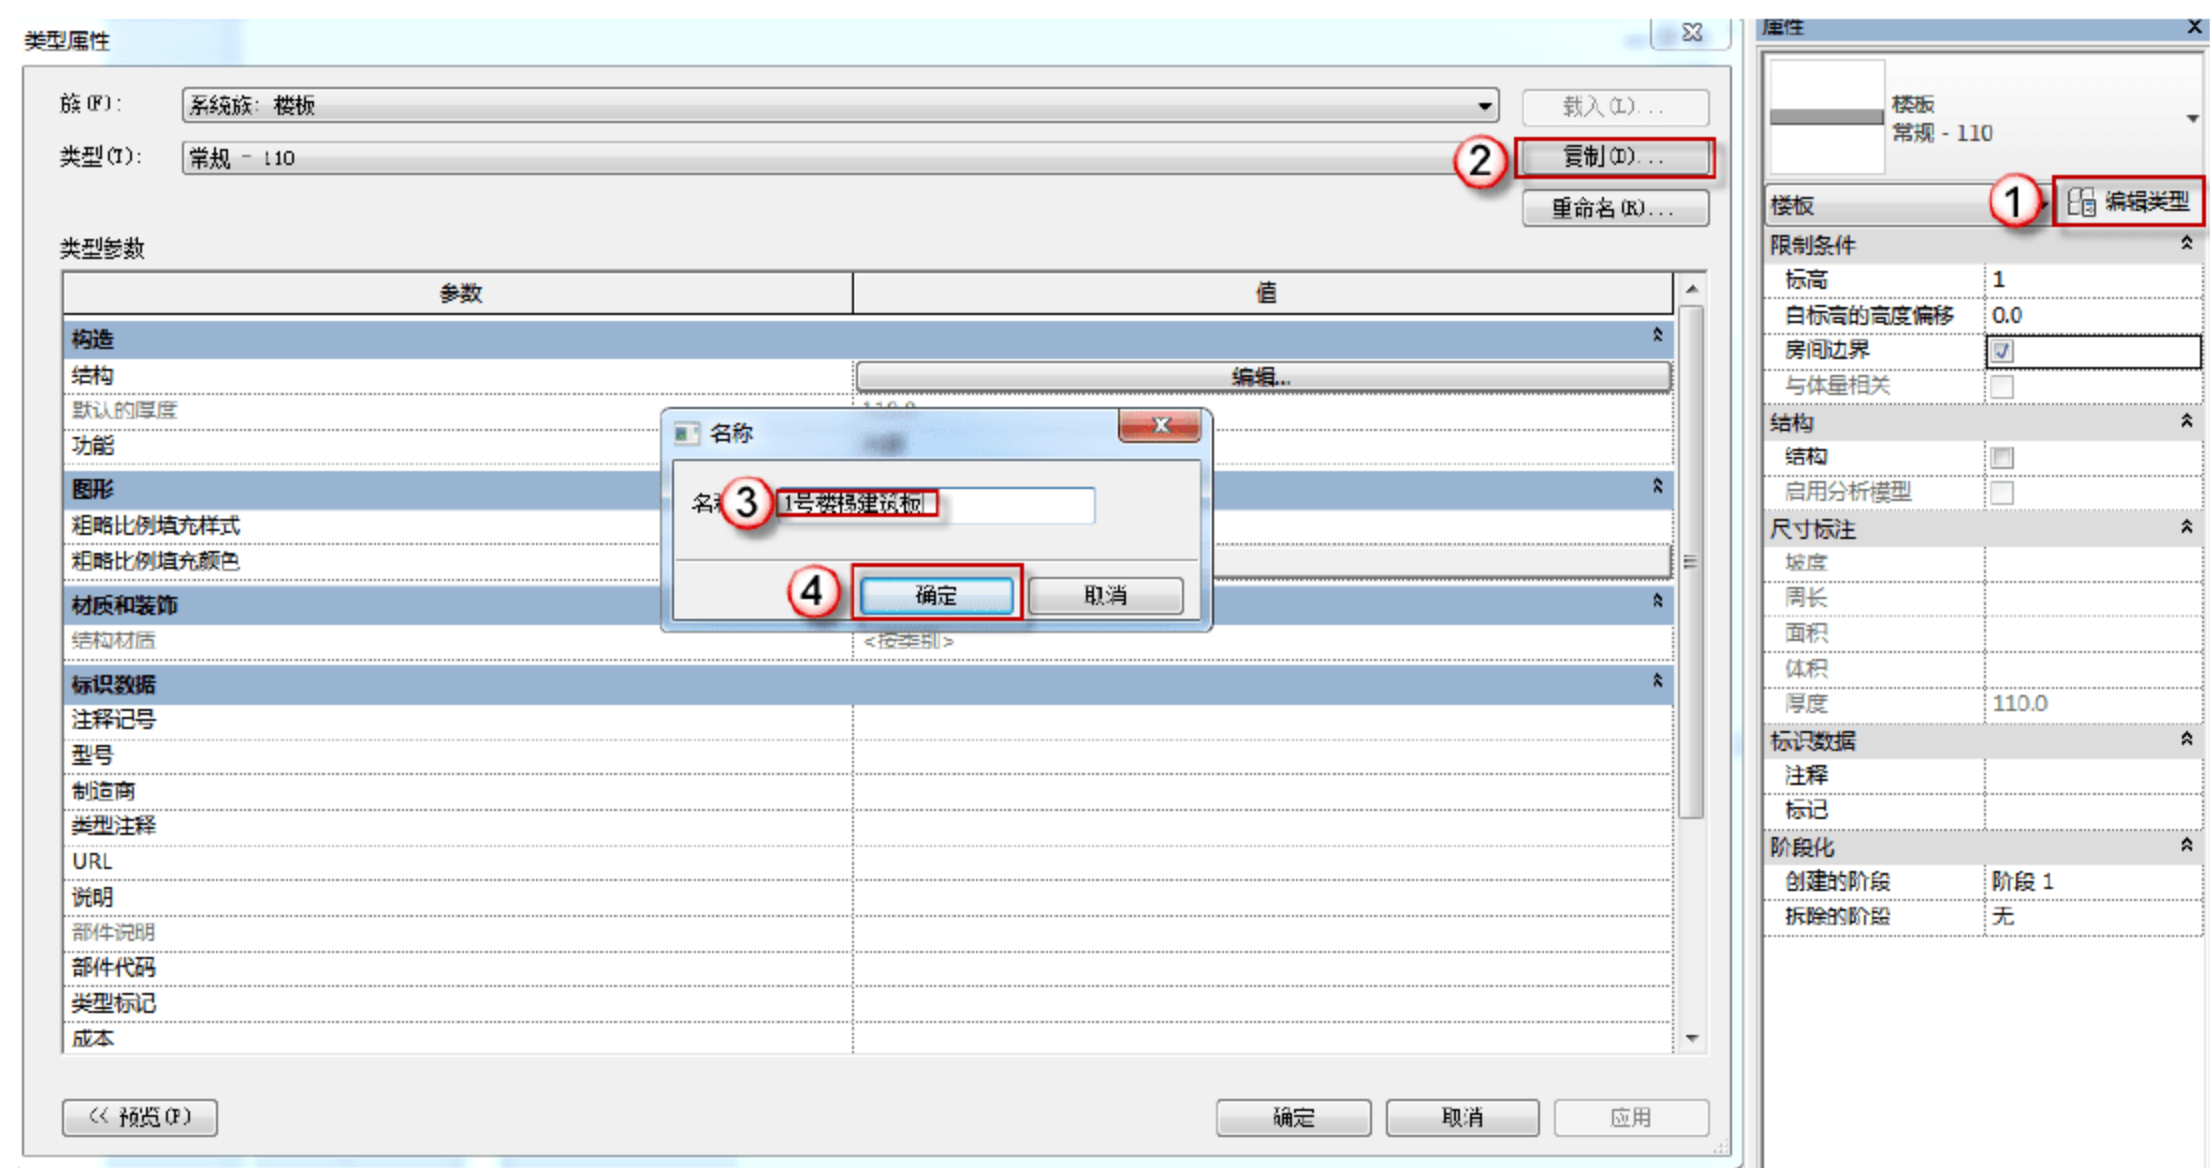 类型属性
族(F):
系统族: 楼板
载入(L)...
类型(T):
常规 - 110
2
复制(D)...
重命名(R)...
类型参数
参数
值
构造
结构
编辑...
默认的厚度
110.0
功能
图形
粗略比例填充样式
粗略比例填充颜色
材质和装饰
结构材质
<按类别>
标识数据
注释记号
型号
制造商
类型注释
URL
说明
部件说明
部件代码
类型标记
成本
<< 预览(P)
确定
取消
应用
名称
3
1号楼梯建筑板
4
确定
取消
属性
楼板
常规 - 110
楼板
1
编辑类型
限制条件
标高
1
自标高的高度偏移
0.0
房间边界
与体量相关
结构
结构
启用分析模型
尺寸标注
坡度
周长
面积
体积
厚度
110.0
标识数据
注释
标记
阶段化
创建的阶段
阶段 1
拆除的阶段
无